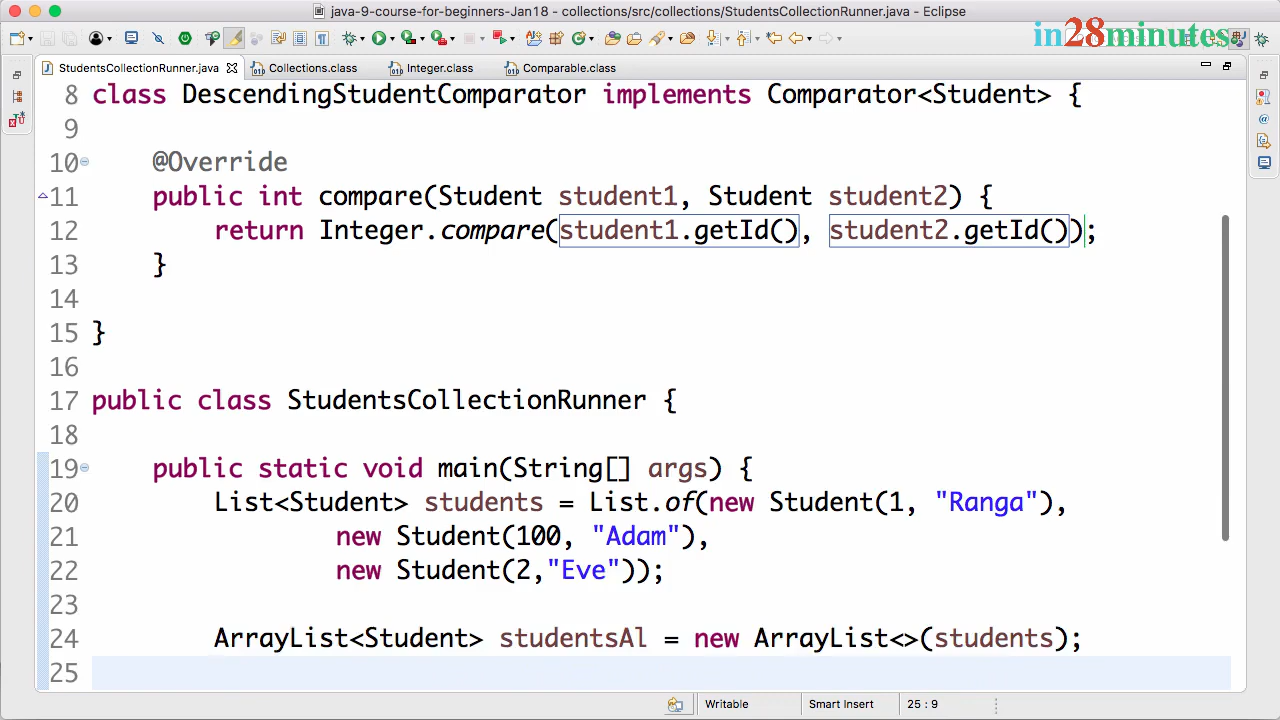 java-9-course-for-beginners-Jan18 - collections/src/collections/StudentsCollectionRunner.java - Eclipse
in28minutes
StudentsCollectionRunner.java
Collections.class
Integer.class
Comparable.class
8 class DescendingStudentComparator implements Comparator<Student> {
9
10 @Override
11 public int compare(Student student1, Student student2) {
12 return Integer.compare(student1.getId(), student2.getId());
13 }
14
15 }
16
17 public class StudentsCollectionRunner {
18
19 public static void main(String[] args) {
20 List<Student> students = List.of(new Student(1, "Ranga"),
21 new Student(100, "Adam"),
22 new Student(2,"Eve"));
23
24 ArrayList<Student> studentsAl = new ArrayList<>(students);
25
Writable
Smart Insert
25 : 9